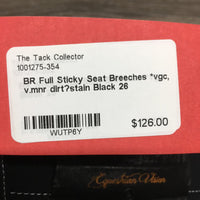 The Tack Collector
1001275-354
BR Full Sticky Seat Breeches *vgc,
v.mnr dirt?stain Black 26
$126.00
WUTP6Y
Equestrian Vision